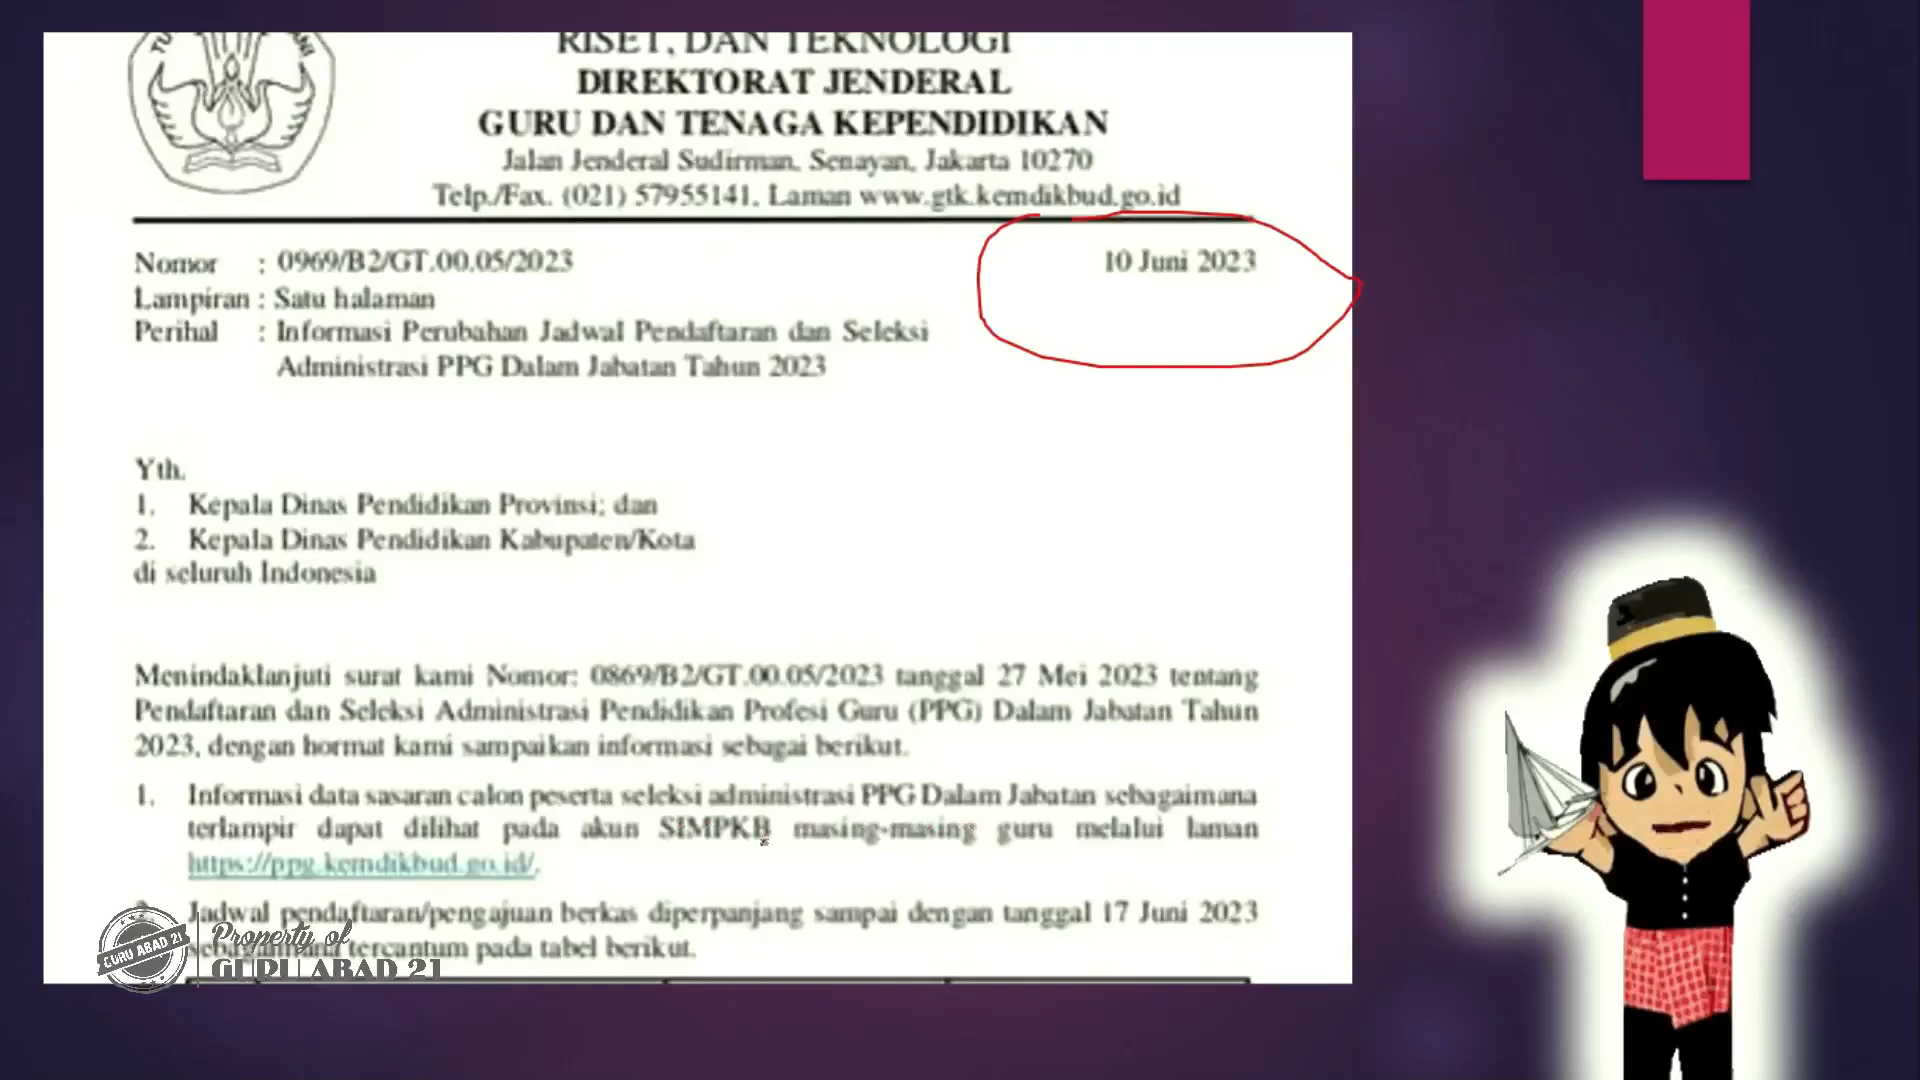 RISET, DAN TEKNOLOGI
DIREKTORAT JENDERAL
GURU DAN TENAGA KEPENDIDIKAN
Jalan Jenderal Sudirman, Senayan, Jakarta 10270
Telp./Fax. (021) 57955141, Laman www.gtk.kemdikbud.go.id
Nomor : 0969/B2/GT.00.05/2023 10 Juni 2023
Lampiran : Satu halaman
Perihal : Informasi Perubahan Jadwal Pendaftaran dan Seleksi
Administrasi PPG Dalam Jabatan Tahun 2023
Yth.
1. Kepala Dinas Pendidikan Provinsi; dan
2. Kepala Dinas Pendidikan Kabupaten/Kota
di seluruh Indonesia
Menindaklanjuti surat kami Nomor: 0869/B2/GT.00.05/2023 tanggal 27 Mei 2023 tentang
Pendaftaran dan Seleksi Administrasi Pendidikan Profesi Guru (PPG) Dalam Jabatan Tahun
2023, dengan hormat kami sampaikan informasi sebagai berikut.
1. Informasi data sasaran calon peserta seleksi administrasi PPG Dalam Jabatan sebagaimana
terlampir dapat dilihat pada akun SIMPKB masing-masing guru melalui laman
https://ppg.kemdikbud.go.id/.
Jadwal pendaftaran/pengajuan berkas diperpanjang sampai dengan tanggal 17 Juni 2023
tercantum pada tabel berikut.
GURU ABAD 21
Property of
GURU ABAD 21